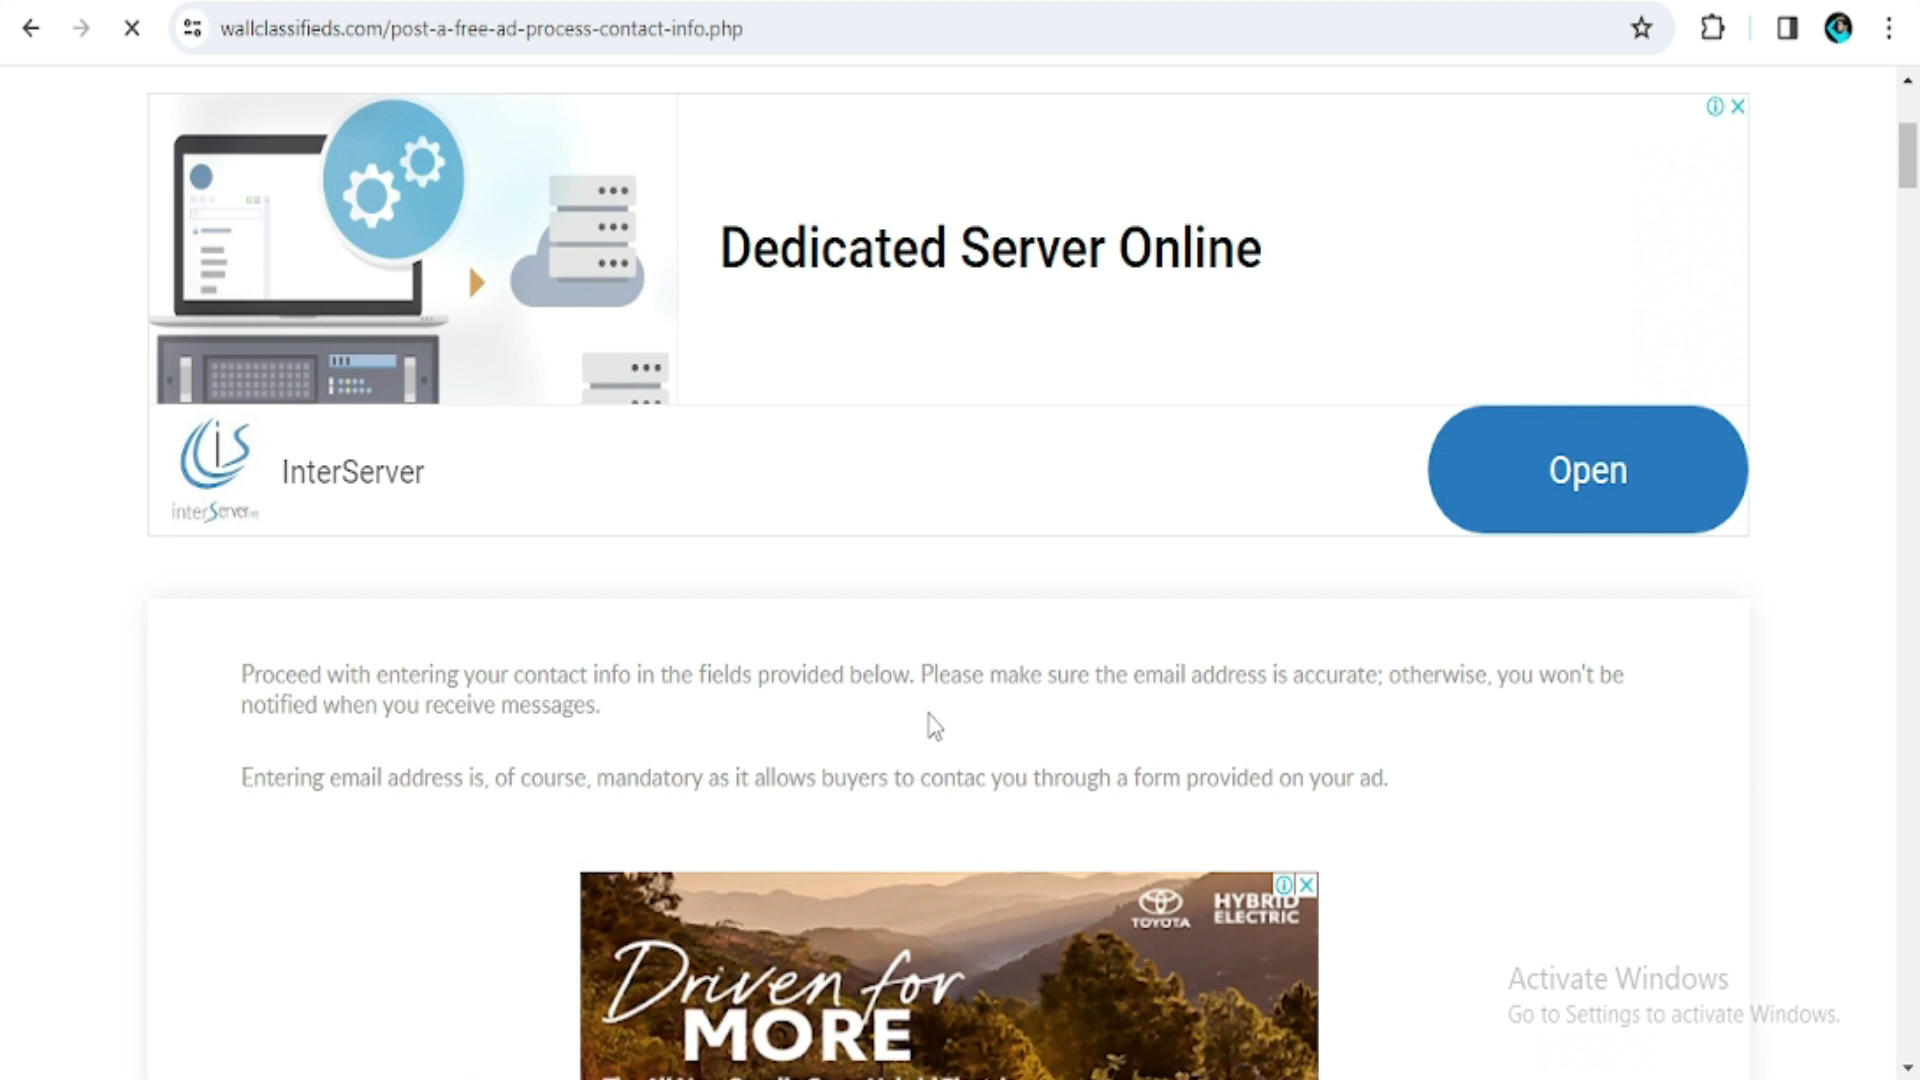 wallclassifieds.com/post-a-free-ad-process-contact-info.php
Dedicated Server Online
InterServer
interServer
Open
Proceed with entering your contact info in the fields provided below. Please make sure the email address is accurate; otherwise, you won't be
notified when you receive messages.
Entering email address is, of course, mandatory as it allows buyers to contac you through a form provided on your ad.
TOYOTA
HYBRID
ELECTRIC
Driven for
MORE
Activate Windows
Go to Settings to activate Windows.